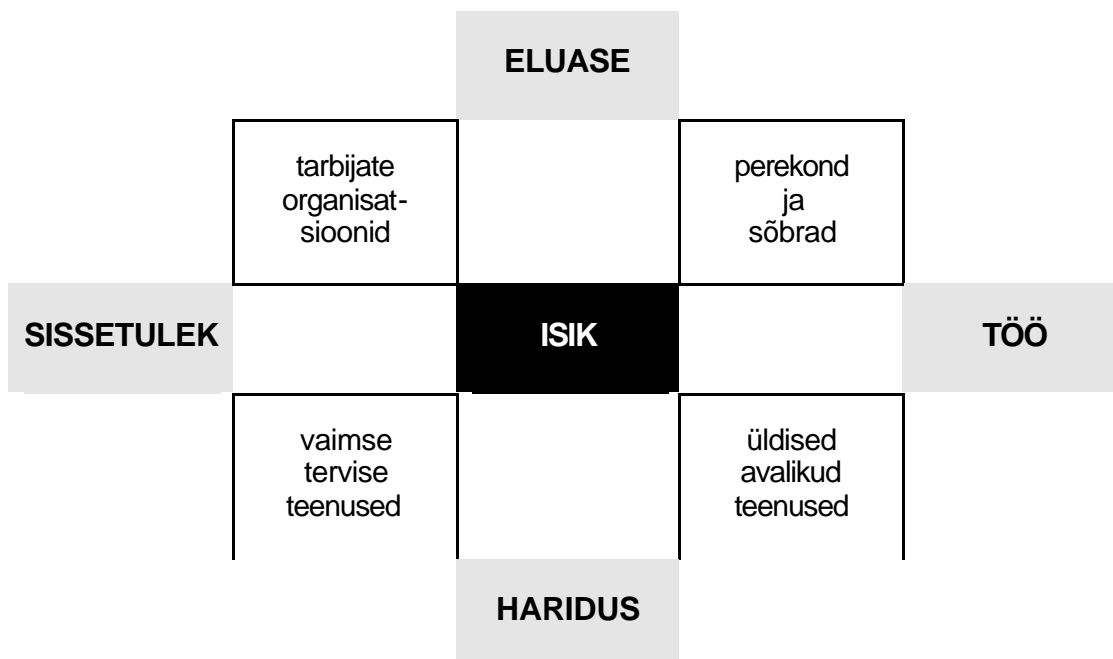 ELUASE
tarbijate
organisat-
sioonid
perekond
ja
sõbrad
SISSETULEK
ISIK
TÖÖ
vaimse
tervise
teenused
üldised
avalikud
teenused
HARIDUS